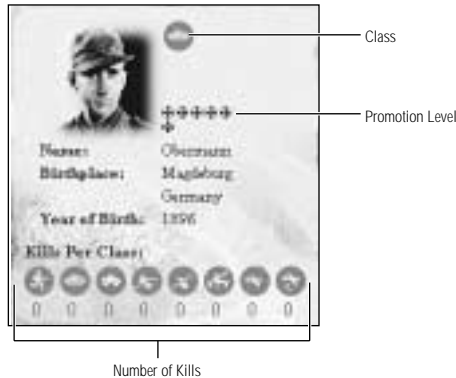 Class
Promotion Level
Name: Obermann
Birthplace: Magdeburg
Germany
Year of Birth: 1896
Kills Per Class:
0 0 0 0 0 0 0 0
Number of Kills